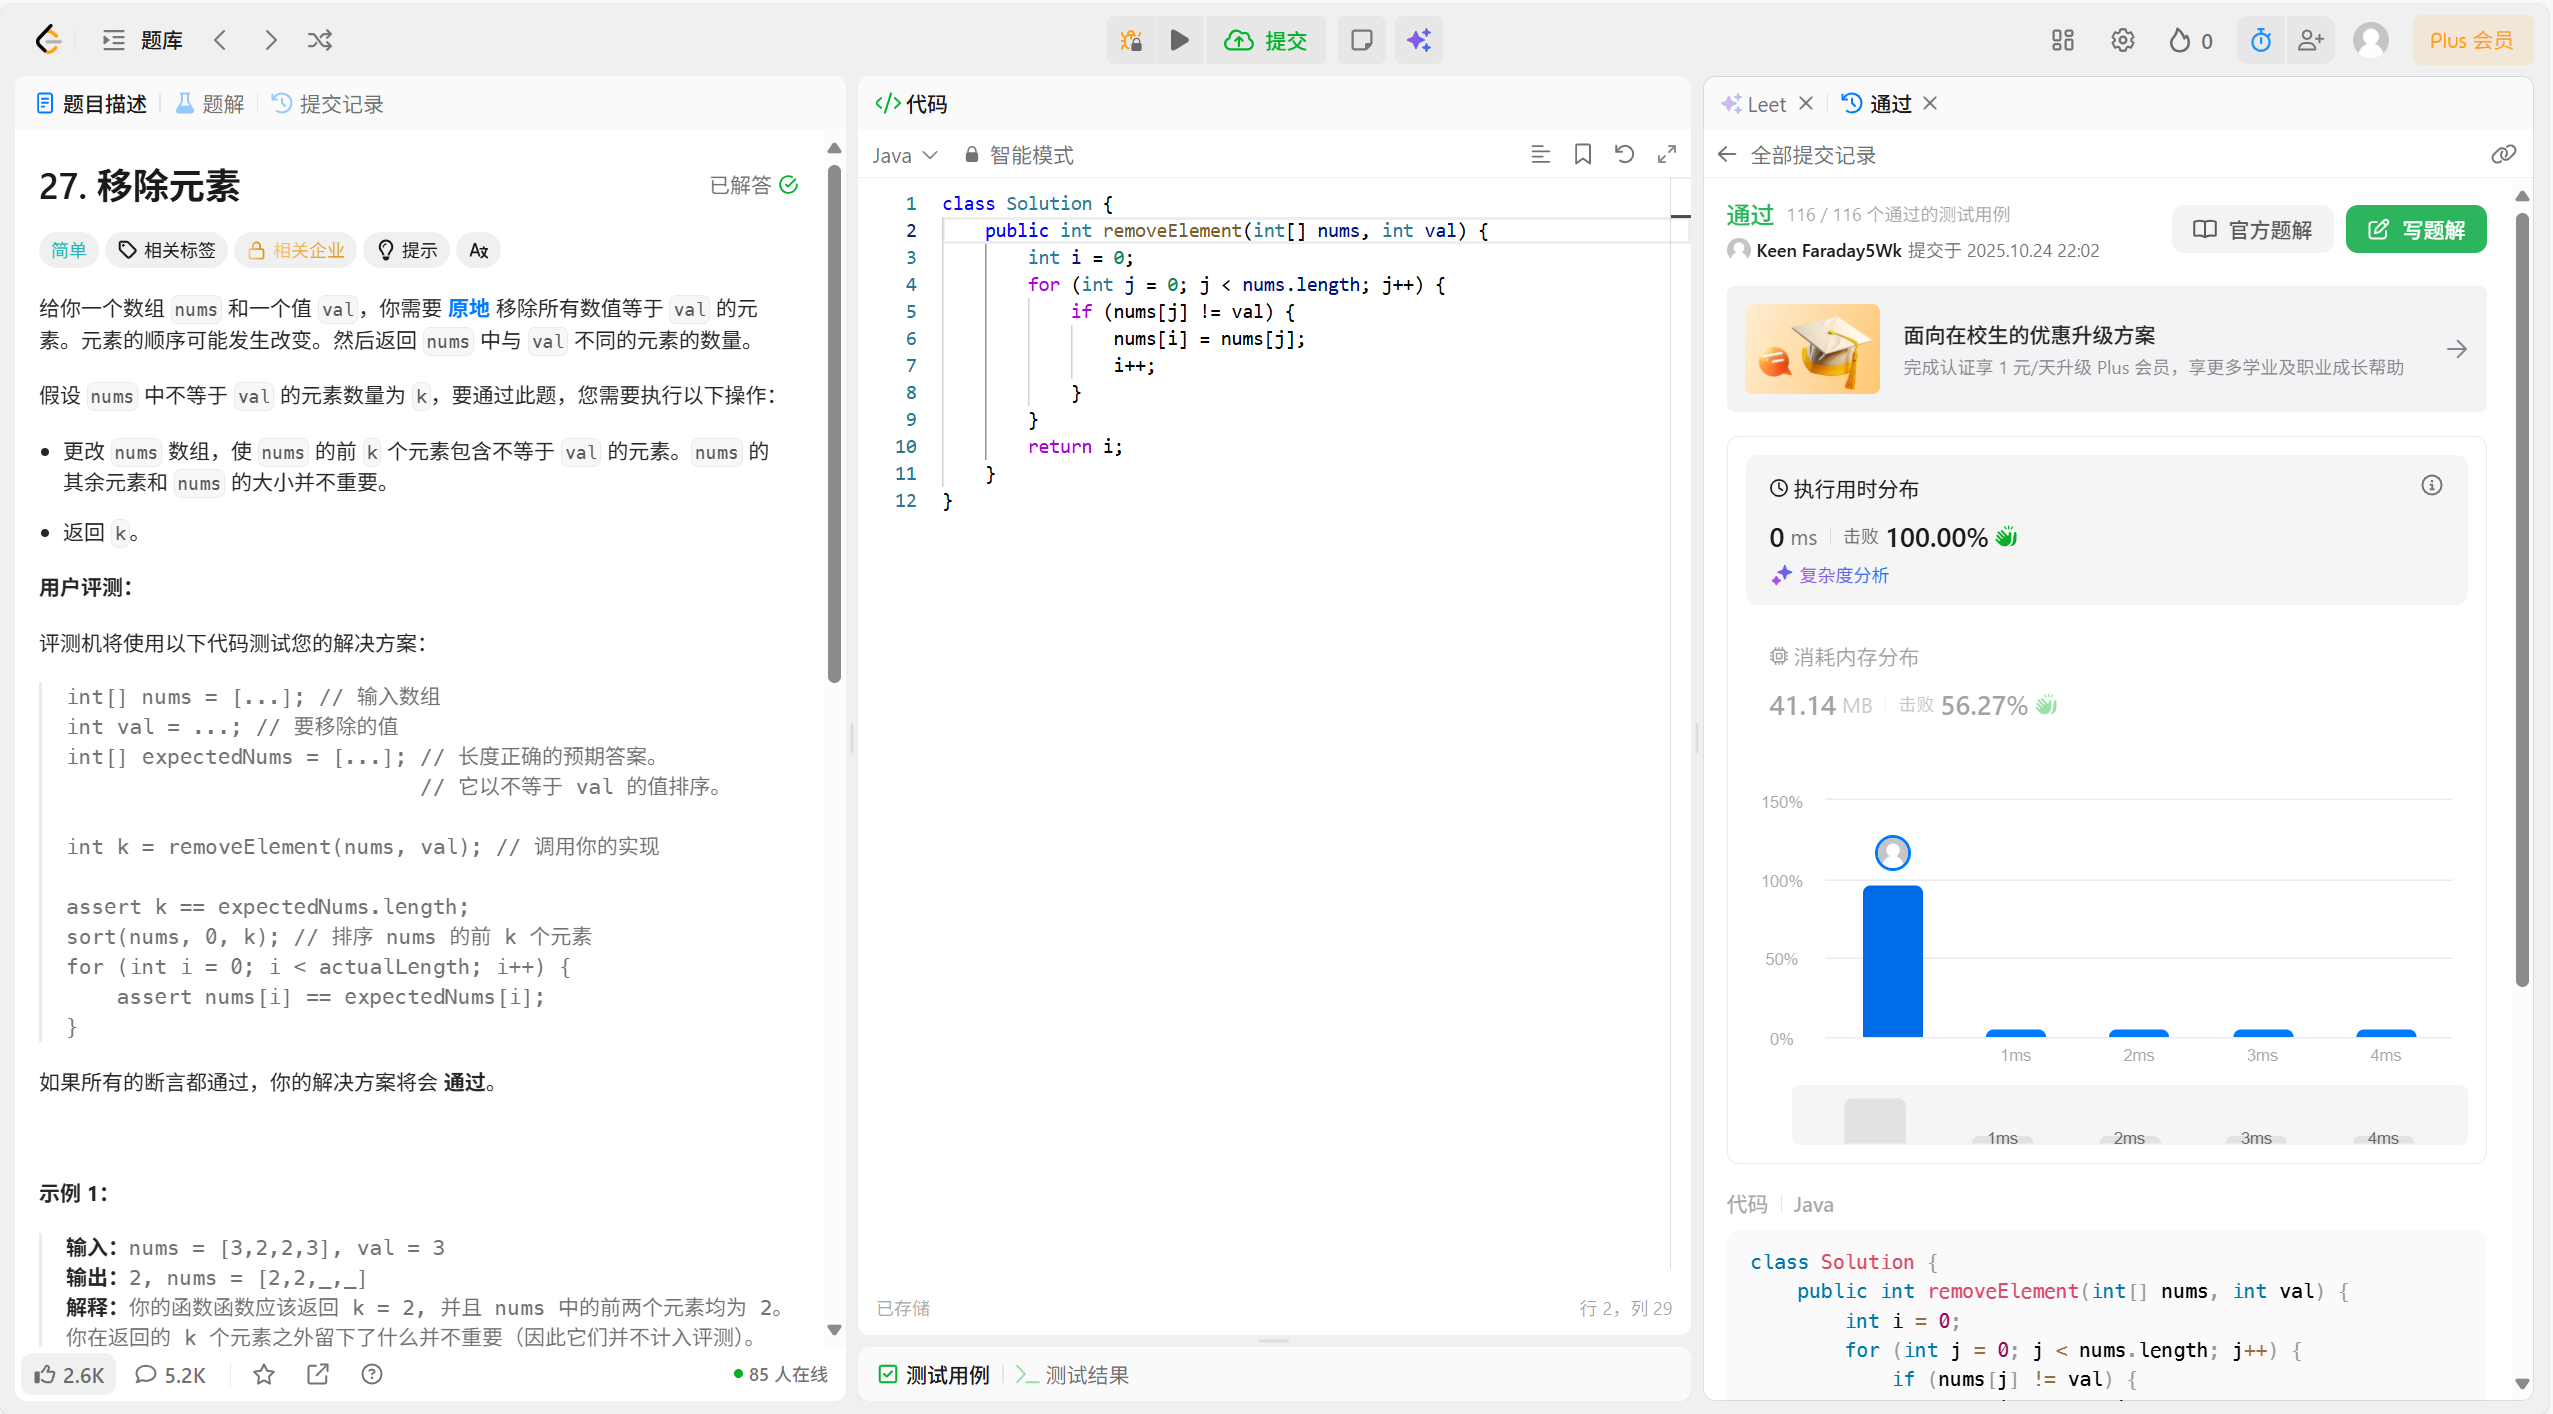 题库
提交
0
Plus 会员
题目描述
题解
提交记录
27. 移除元素
已解答
简单
相关标签
相关企业
提示
给你一个数组 nums 和一个值 val，你需要 原地 移除所有数值等于 val 的元
素。元素的顺序可能发生改变。然后返回 nums 中与 val 不同的元素的数量。
假设 nums 中不等于 val 的元素数量为 k，要通过此题，您需要执行以下操作：
• 更改 nums 数组，使 nums 的前 k 个元素包含不等于 val 的元素。nums 的
其余元素和 nums 的大小并不重要。
• 返回 k。
用户评测：
评测机将使用以下代码测试您的解决方案：
int[] nums = [...]; // 输入数组
int val = ...; // 要移除的值
int[] expectedNums = [...]; // 长度正确的预期答案。
// 它以不等于 val 的值排序。
int k = removeElement(nums, val); // 调用你的实现
assert k == expectedNums.length;
sort(nums, 0, k); // 排序 nums 的前 k 个元素
for (int i = 0; i < actualLength; i++) {
    assert nums[i] == expectedNums[i];
}
如果所有的断言都通过，你的解决方案将会 通过。
示例 1：
输入：nums = [3,2,2,3], val = 3
输出：2, nums = [2,2,_,_]
解释：你的函数函数应该返回 k = 2, 并且 nums 中的前两个元素均为 2。
你在返回的 k 个元素之外留下了什么并不重要（因此它们并不计入评测）。
2.6K
5.2K
85 人在线
代码
Java
智能模式
1 class Solution {
2     public int removeElement(int[] nums, int val) {
3         int i = 0;
4         for (int j = 0; j < nums.length; j++) {
5             if (nums[j] != val) {
6                 nums[i] = nums[j];
7                 i++;
8             }
9         }
10         return i;
11     }
12 }
已存储
行 2，列 29
测试用例
测试结果
Leet
通过
全部提交记录
通过 116 / 116 个通过的测试用例
Keen Faraday5Wk 提交于 2025.10.24 22:02
官方题解
写题解
面向在校生的优惠升级方案
完成认证享 1 元/天升级 Plus 会员，享更多学业及职业成长帮助
执行用时分布
0 ms 击败 100.00%
复杂度分析
消耗内存分布
41.14 MB 击败 56.27%
150%
100%
50%
0%
1ms 2ms 3ms 4ms
1ms 2ms 3ms 4ms
代码 Java
class Solution {
    public int removeElement(int[] nums, int val) {
        int i = 0;
        for (int j = 0; j < nums.length; j++) {
            if (nums[j] != val) {